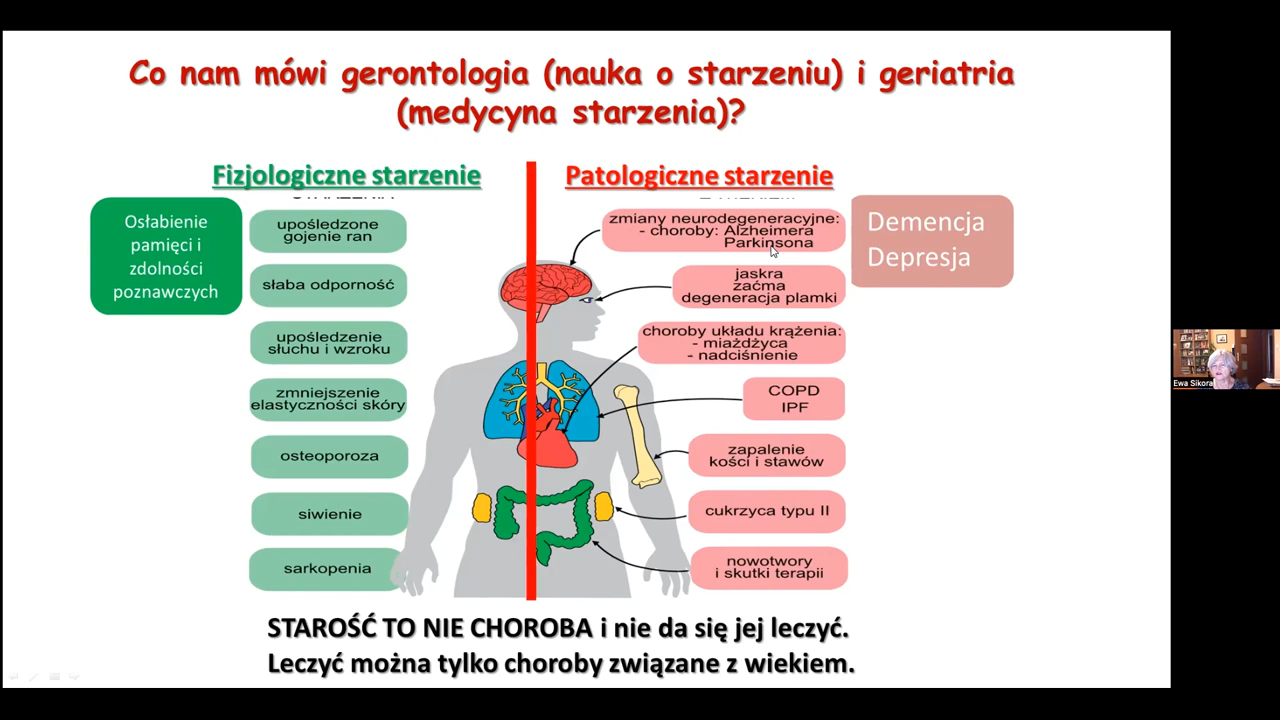 Co nam mówi gerontologia (nauka o starzeniu) i geriatria
(medycyna starzenia)?
Fizjologiczne starzenie
Patologiczne starzenie
Osłabienie
pamięci i
zdolności
poznawczych
upośledzone
gojenie ran
słaba odporność
upośledzenie
słuchu i wzroku
zmniejszenie
elastyczności skóry
osteoporoza
siwienie
sarkopenia
zmiany neurodegeneracyjne:
- choroby: Alzheimera
Parkinsona
jaskra
zaćma
degeneracja plamki
choroby układu krążenia:
- miażdżyca
- nadciśnienie
COPD
IPF
zapalenie
kości i stawów
cukrzyca typu II
nowotwory
i skutki terapii
Demencja
Depresja
STAROŚĆ TO NIE CHOROBA i nie da się jej leczyć.
Leczyć można tylko choroby związane z wiekiem.
Ewa Sikora